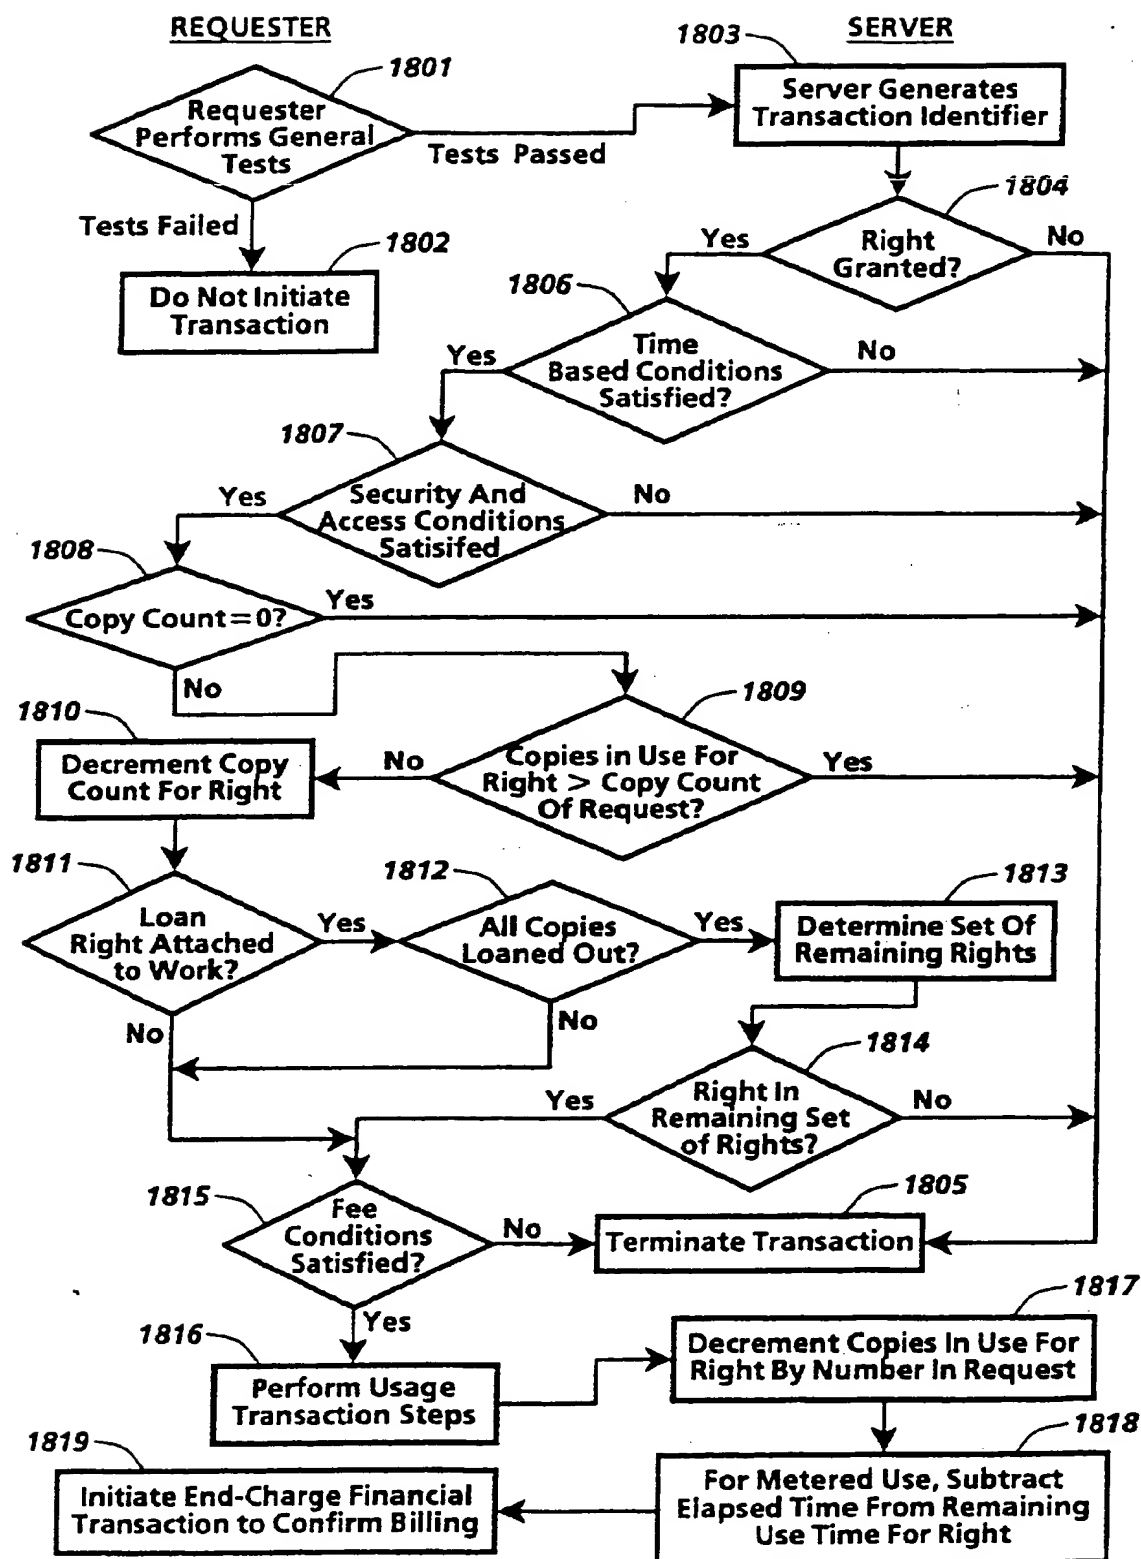 REQUESTER
SERVER
1801
1803
Requester
Performs General
Tests
Server Generates
Transaction Identifier
Tests Passed
Tests Failed
1804
1802
Yes
Right
Granted?
No
Do Not Initiate
Transaction
1806
Yes
Time
Based Conditions
Satisfied?
No
1807
Yes
Security And
Access Conditions
Satisifed
No
1808
Copy Count=0?
Yes
No
1809
1810
Decrement Copy
Count For Right
No
Copies in Use For
Right > Copy Count
Of Request?
Yes
1811
1812
1813
Loan
Right Attached
to Work?
Yes
All Copies
Loaned Out?
Yes
Determine Set Of
Remaining Rights
No
No
1814
Yes
Right In
Remaining Set
of Rights?
No
1815
1805
Fee
Conditions
Satisfied?
No
Terminate Transaction
Yes
1816
1817
Perform Usage
Transaction Steps
Decrement Copies In Use For
Right By Number In Request
1819
1818
Initiate End-Charge Financial
Transaction to Confirm Billing
For Metered Use, Subtract
Elapsed Time From Remaining
Use Time For Right